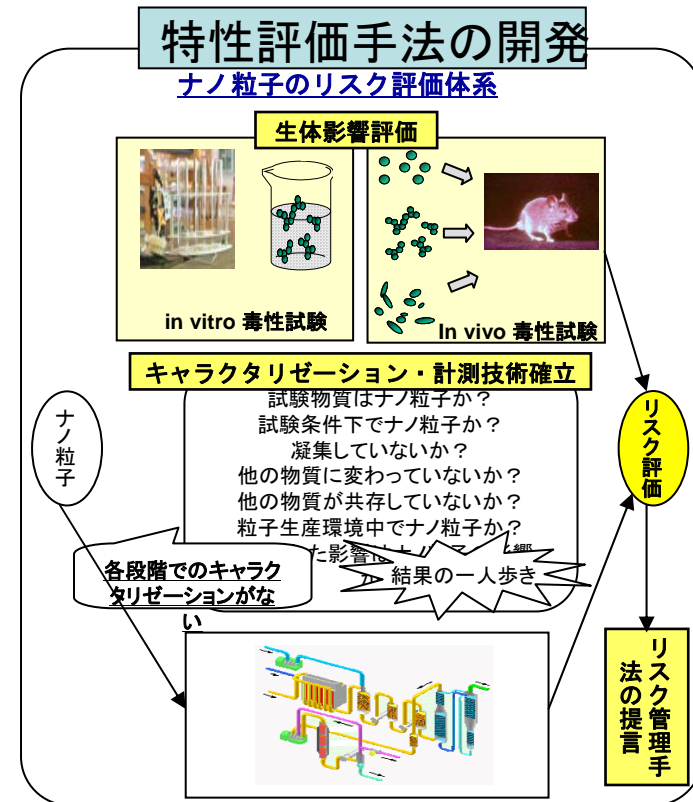 特性評価手法の開発
ナノ粒子のリスク評価体系
生体影響評価
in vitro 毒性試験
In vivo 毒性試験
キャラクタリゼーション・計測技術確立
試験物質はナノ粒子か？
試験条件下でナノ粒子か？
凝集していないか？
他の物質に変わっていないか？
他の物質が共存していないか？
粒子生産環境中でナノ粒子か？
た影響は
響
各段階でのキャラク
タリゼーションがな
い
結果の一人歩き
ナノ粒子
リスク評価
リスク管理手
法の提言